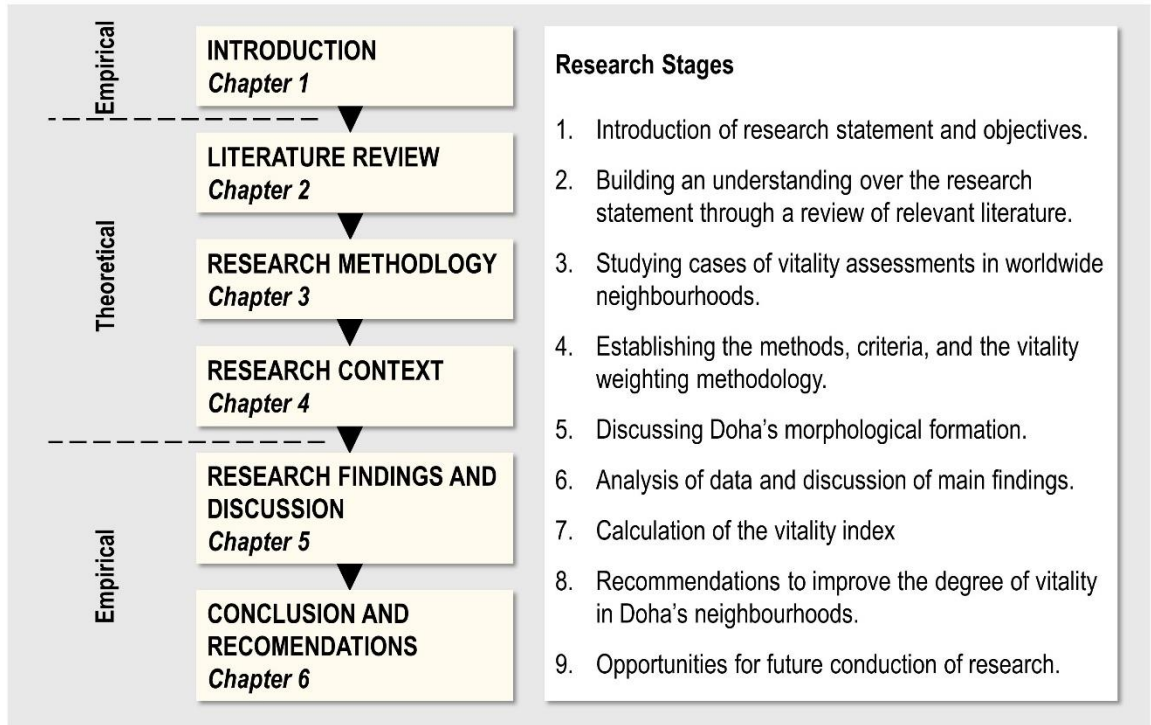 Empirical
INTRODUCTION
Chapter 1
Theoretical
LITERATURE REVIEW
Chapter 2
RESEARCH METHODLOGY
Chapter 3
RESEARCH CONTEXT
Chapter 4
Empirical
RESEARCH FINDINGS AND
DISCUSSION
Chapter 5
CONCLUSION AND
RECOMENDATIONS
Chapter 6
Research Stages
1. Introduction of research statement and objectives.
2. Building an understanding over the research
statement through a review of relevant literature.
3. Studying cases of vitality assessments in worldwide
neighbourhoods.
4. Establishing the methods, criteria, and the vitality
weighting methodology.
5. Discussing Doha's morphological formation.
6. Analysis of data and discussion of main findings.
7. Calculation of the vitality index
8. Recommendations to improve the degree of vitality
in Doha's neighbourhoods.
9. Opportunities for future conduction of research.